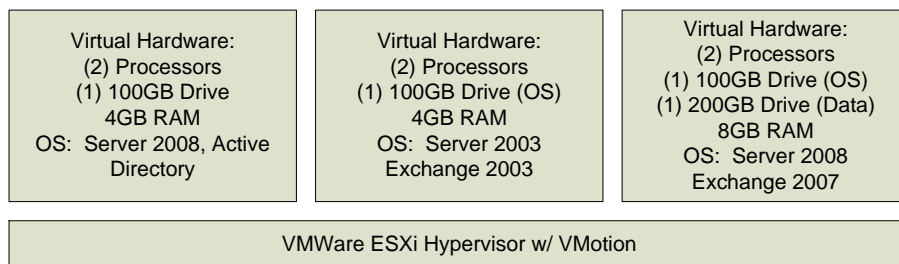 Virtual Hardware:
(2) Processors
(1) 100GB Drive
4GB RAM
OS:  Server 2008, Active
Directory
Virtual Hardware:
(2) Processors
(1) 100GB Drive (OS)
4GB RAM
OS:  Server 2003
Exchange 2003
Virtual Hardware:
(2) Processors
(1) 100GB Drive (OS)
(1) 200GB Drive (Data)
8GB RAM
OS:  Server 2008
Exchange 2007
VMWare ESXi Hypervisor w/ VMotion